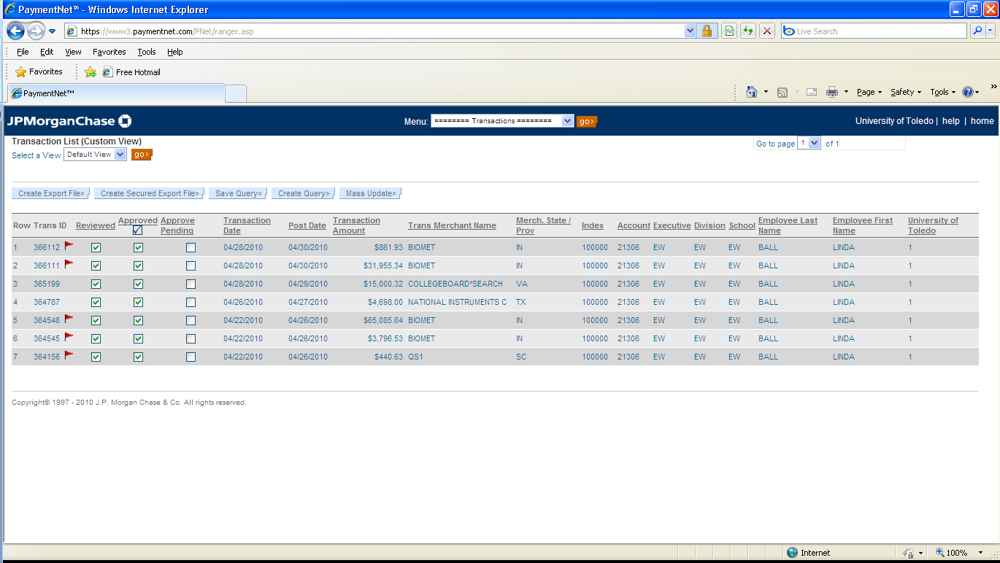 PaymentNet™ - Windows Internet Explorer
https://www3.paymentnet.com/PNet/ranger.asp
Live Search
File Edit View Favorites Tools Help
Favorites Free Hotmail
PaymentNet™
Page Safety Tools »
JPMorganChase Menu: ======== Transactions ======== go> University of Toledo | help | home
Transaction List (Custom View) Go to page 1 of 1
Select a View Default View go>
Create Export File> Create Secured Export File> Save Query> Create Query> Mass Update>
Row Trans ID Reviewed Approved Approve Pending Transaction Date Post Date Transaction Amount Trans Merchant Name Merch. State / Prov Index Account Executive Division School Employee Last Name Employee First Name University of Toledo
1 366112 04/28/2010 04/30/2010 $861.93 BIOMET IN 100000 21306 EW EW EW BALL LINDA 1
2 366111 04/28/2010 04/30/2010 $31,955.34 BIOMET IN 100000 21306 EW EW EW BALL LINDA 1
3 365199 04/28/2010 04/29/2010 $15,000.32 COLLEGEBOARD*SEARCH VA 100000 21306 EW EW EW BALL LINDA 1
4 364787 04/26/2010 04/27/2010 $4,698.00 NATIONAL INSTRUMENTS C TX 100000 21306 EW EW EW BALL LINDA 1
5 364546 04/22/2010 04/26/2010 $65,085.64 BIOMET IN 100000 21306 EW EW EW BALL LINDA 1
6 364545 04/22/2010 04/26/2010 $3,796.53 BIOMET IN 100000 21306 EW EW EW BALL LINDA 1
7 364156 04/22/2010 04/26/2010 $440.63 QS1 SC 100000 21306 EW EW EW BALL LINDA 1
Copyright© 1997 - 2010 J.P. Morgan Chase & Co. All rights reserved.
Internet 100%